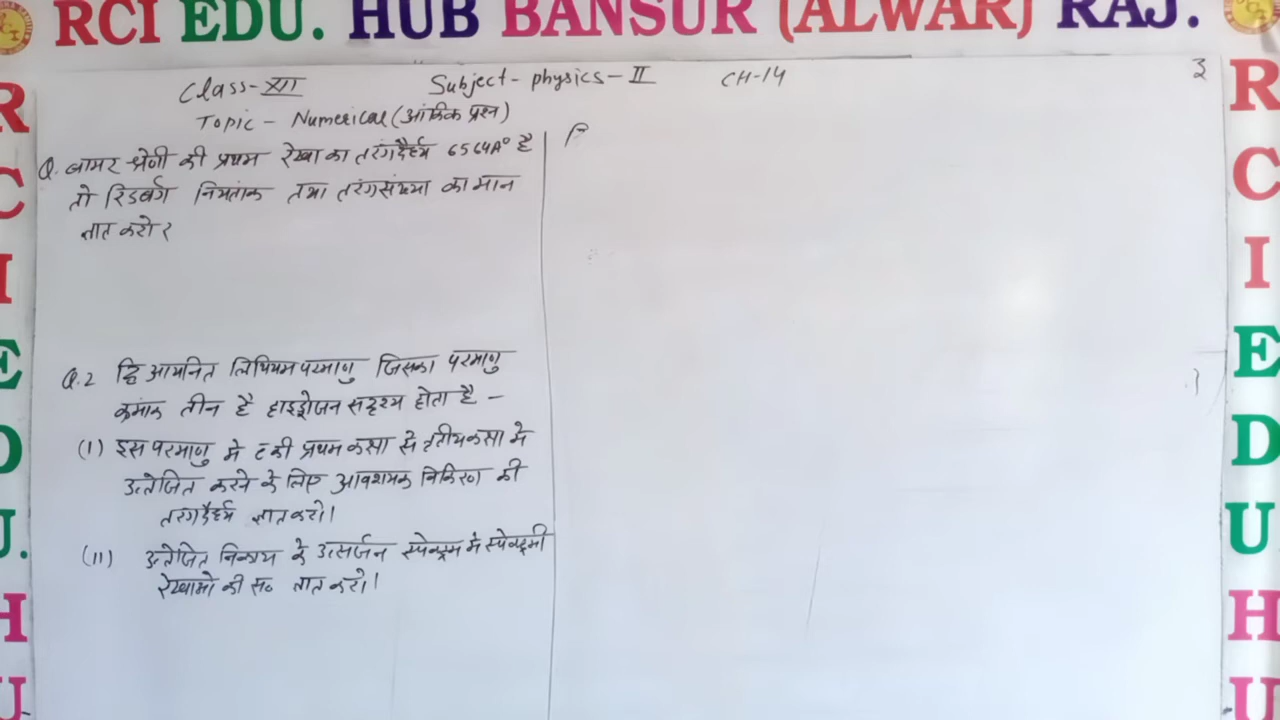 RCI EDU. HUB BANSUR (ALWAR) RAJ.
Class-XII Subject-physics-II CH-14
3
Topic - Numerical (आंकिक प्रश्न)
Q. बामर श्रेणी की प्रथम रेखा का तरंगदैर्ध्य 6564A° है
तो रिडबर्ग नियतांक तथा तरंगसंख्या का मान
ज्ञात करो?
Q.2 द्वि आयनित लिथियम परमाणु जिसका परमाणु
क्रमांक तीन है हाइड्रोजन सदृश्य होता है -
(I) इस परमाणु मे e की प्रथम कक्षा से तृतीय कक्षा मे
उत्तेजित करने के लिए आवश्यक विकिरण की
तरंगदैर्ध्य ज्ञात करो।
(II) उत्तेजित निकाय के उत्सर्जन स्पेक्ट्रम मे स्पेक्ट्रमी
रेखाओ की स० ज्ञात करो।
R
C
I
E
D
U.
H
U
R
C
I
E
D
U
H
U